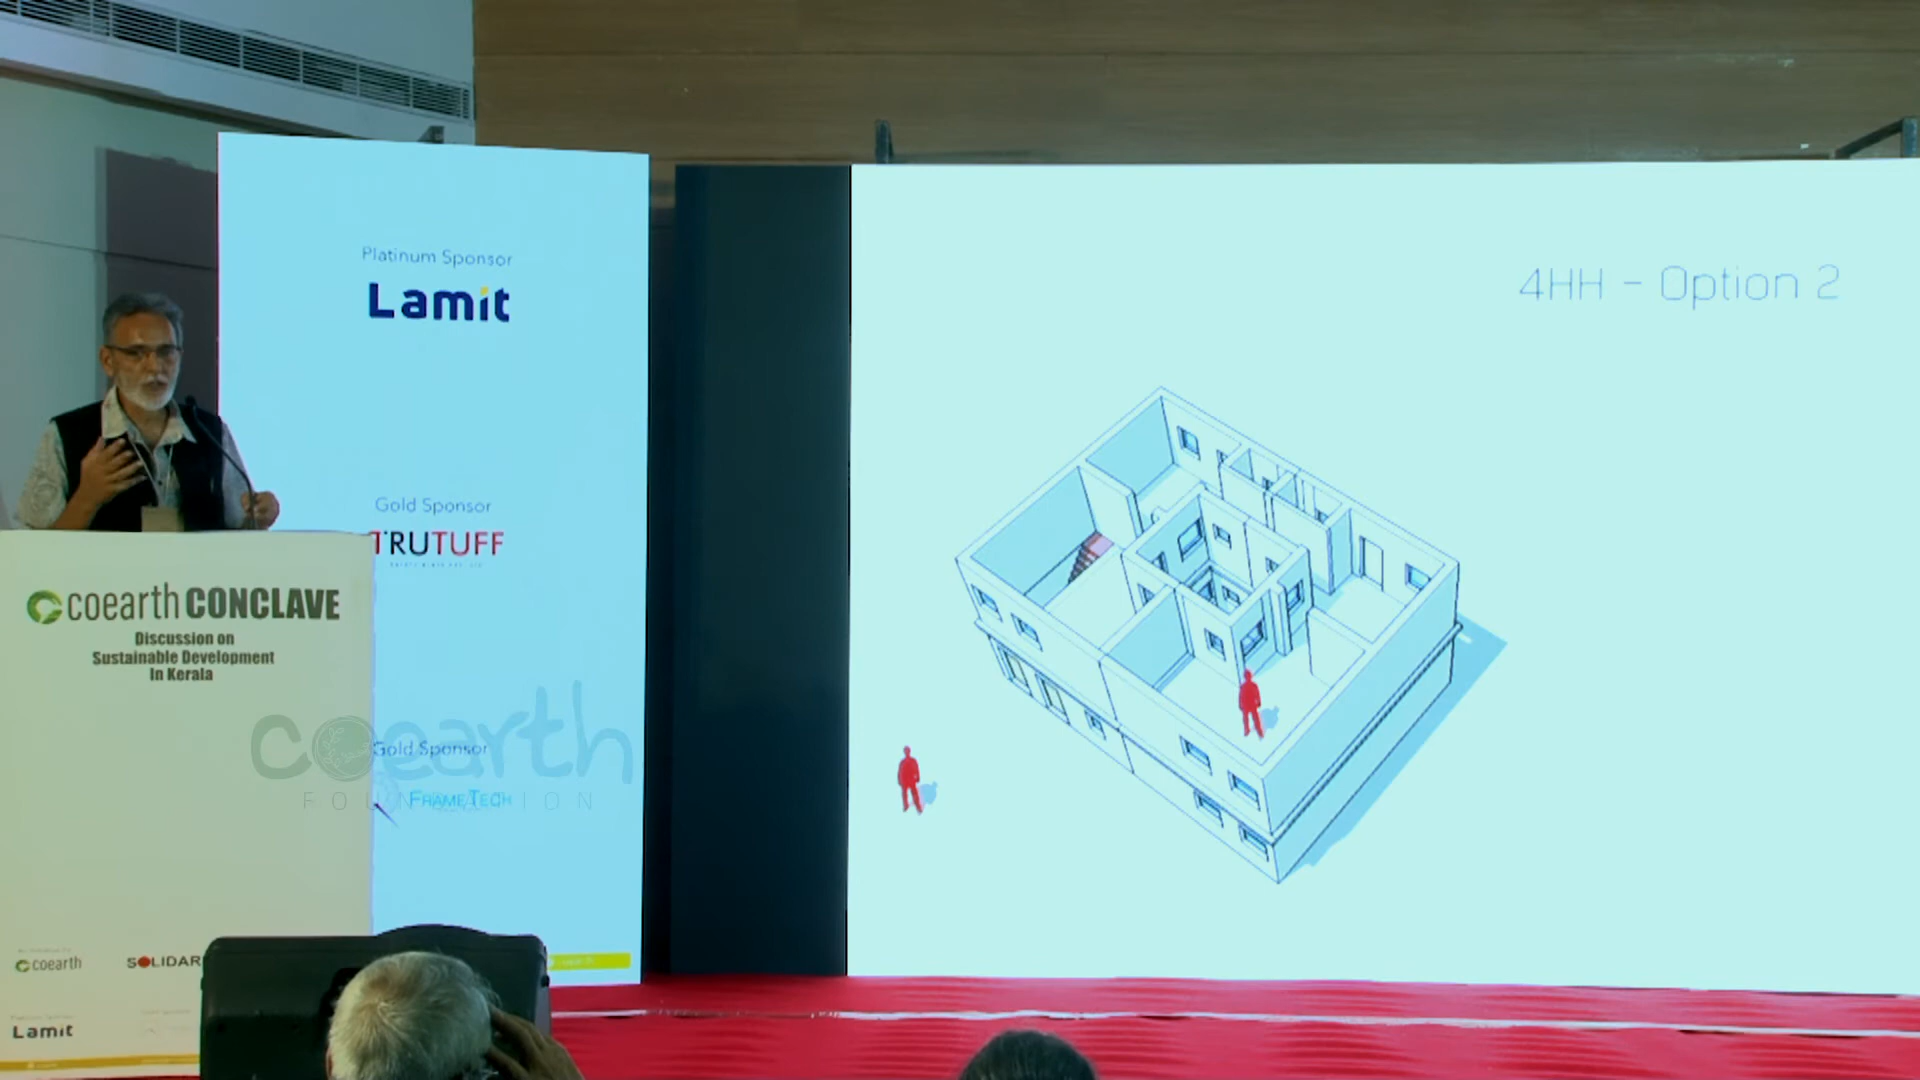 Platinum Sponsor
Lamit
Gold Sponsor
TRUTUFF
Gold Sponsor
FRAMETECH
4HH - Option 2
coearth CONCLAVE
Discussion on
Sustainable Development
In Kerala
coearth
FOUNDATION
coearth
SOLIDAR
Lamit